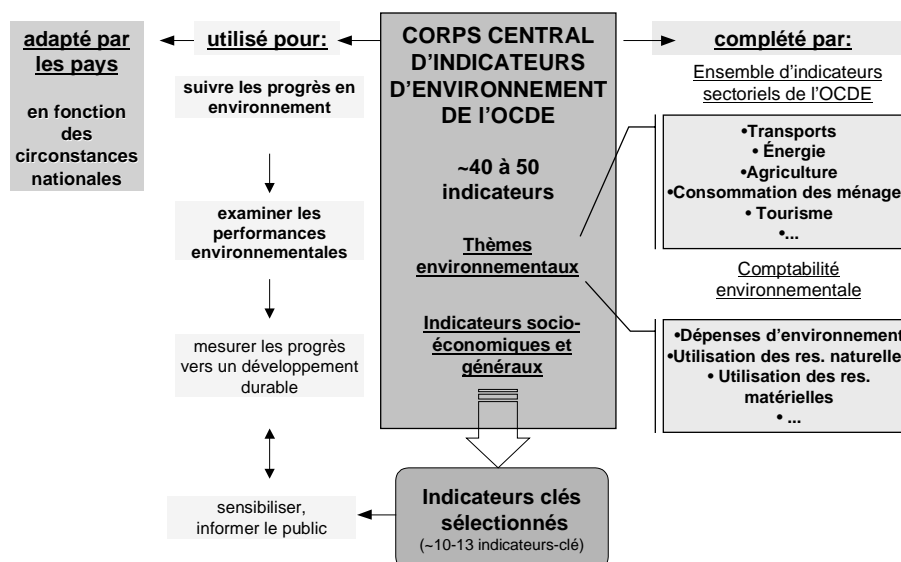 adapté par
les pays
en fonction
des
circonstances
nationales
utilisé pour:
suivre les progrès en
environnement
examiner les
performances
environnementales
mesurer les progrès
vers un développement
durable
sensibiliser,
informer le public
CORPS CENTRAL
D'INDICATEURS
D'ENVIRONNEMENT
DE l'OCDE
~40 à 50
indicateurs
Thèmes
environnementaux
Indicateurs socio-
économiques et
généraux
Indicateurs clés
sélectionnés
(~10-13 indicateurs-clé)
complété par:
Ensemble d'indicateurs
sectoriels de l'OCDE
•Transports
• Énergie
•Agriculture
•Consommation des ménage
• Tourisme
•...
Comptabilité
environnementale
•Dépenses d'environnement
•Utilisation des res. naturelle
• Utilisation des res.
matérielles
• ...